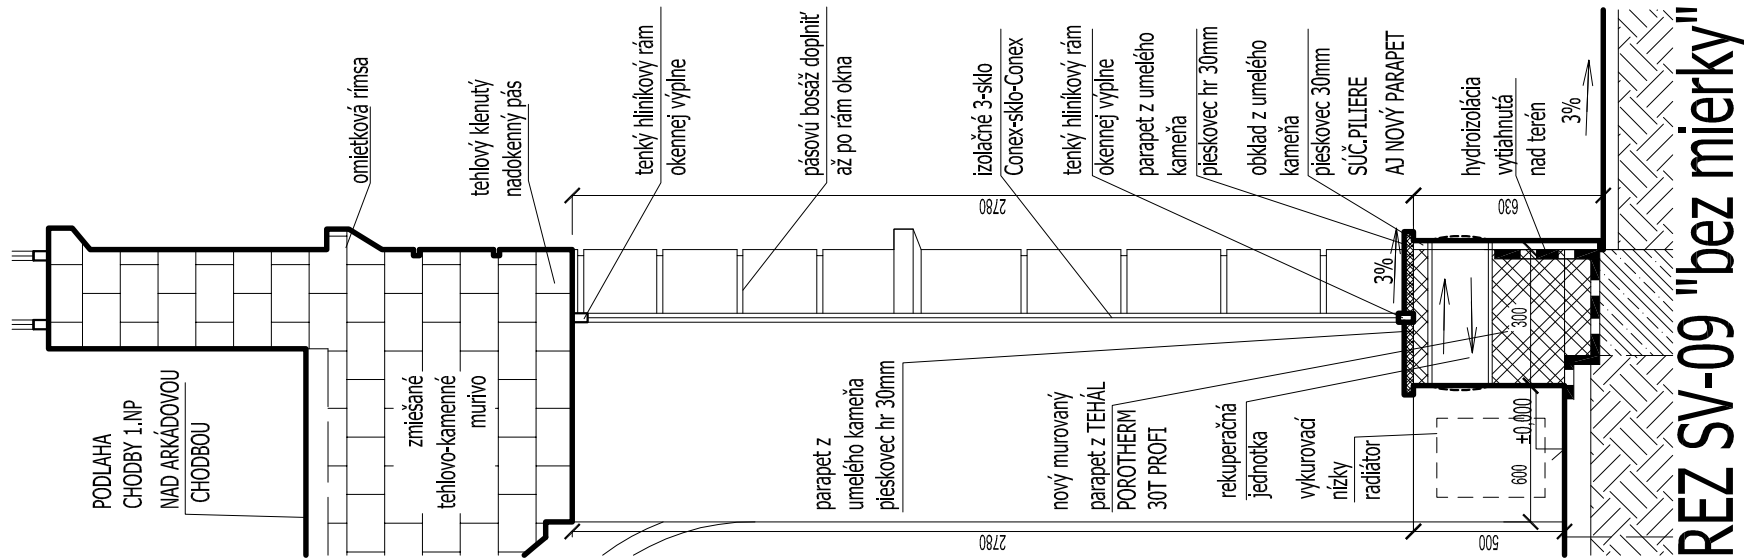 PODLAHA
CHODBY 1.NP
NAD ARKÁDOVOU
CHODBOU
omietková rímsa
tehlový klenutý
nadokenný pás
zmiešané
tehlovo-kamenné
murivo
tenký hliníkový rám
okennej výplne
pásovú bosáž doplniť
až po rám okna
izolačné 3-sklo
Conex-sklo-Conex
tenký hliníkový rám
okennej výplne
parapet z umelého
kameňa
pieskovec hr 30mm
obklad z umelého
kameňa
pieskovec 30mm
SÚČ.PILIERE
AJ NOVÝ PARAPET
hydroizolácia
vytiahnutá
nad terén
3%
3%
2780
630
parapet z
umelého kameňa
pieskovec hr 30mm
nový murovaný
parapet z TEHÁL
POROTHERM
30T PROFI
rekuperačná
jednotka
vykurovací
nízky
radiátor
300
±0,000
600
2780
500
REZ SV-09 "bez mierky"